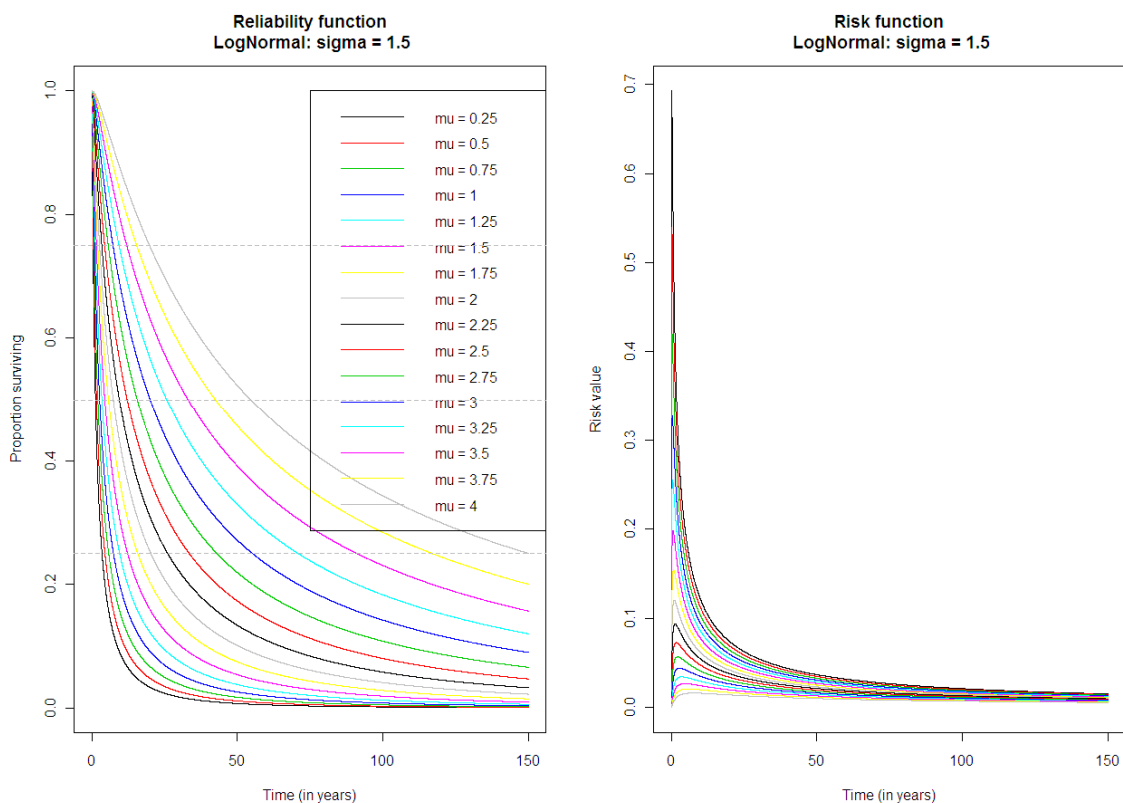 Reliability function
LogNormal: sigma = 1.5
Proportion surviving
1.0
0.8
0.6
0.4
0.2
0.0
mu = 0.25
mu = 0.5
mu = 0.75
mu = 1
mu = 1.25
mu = 1.5
mu = 1.75
mu = 2
mu = 2.25
mu = 2.5
mu = 2.75
mu = 3
mu = 3.25
mu = 3.5
mu = 3.75
mu = 4
0
50
100
150
Time (in years)
Risk function
LogNormal: sigma = 1.5
Risk value
0.7
0.6
0.5
0.4
0.3
0.2
0.1
0.0
0
50
100
150
Time (in years)